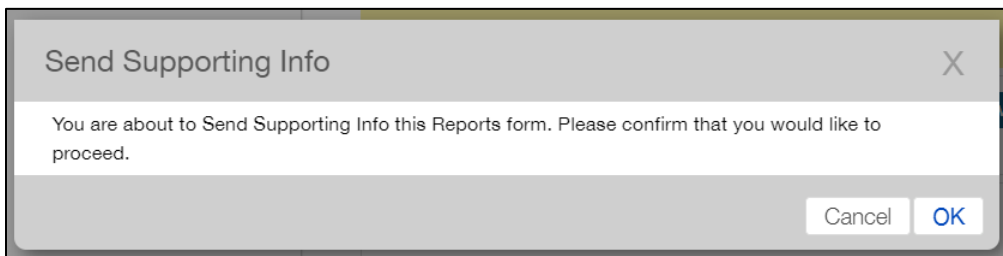 Send Supporting Info X
You are about to Send Supporting Info this Reports form. Please confirm that you would like to
proceed.
Cancel OK